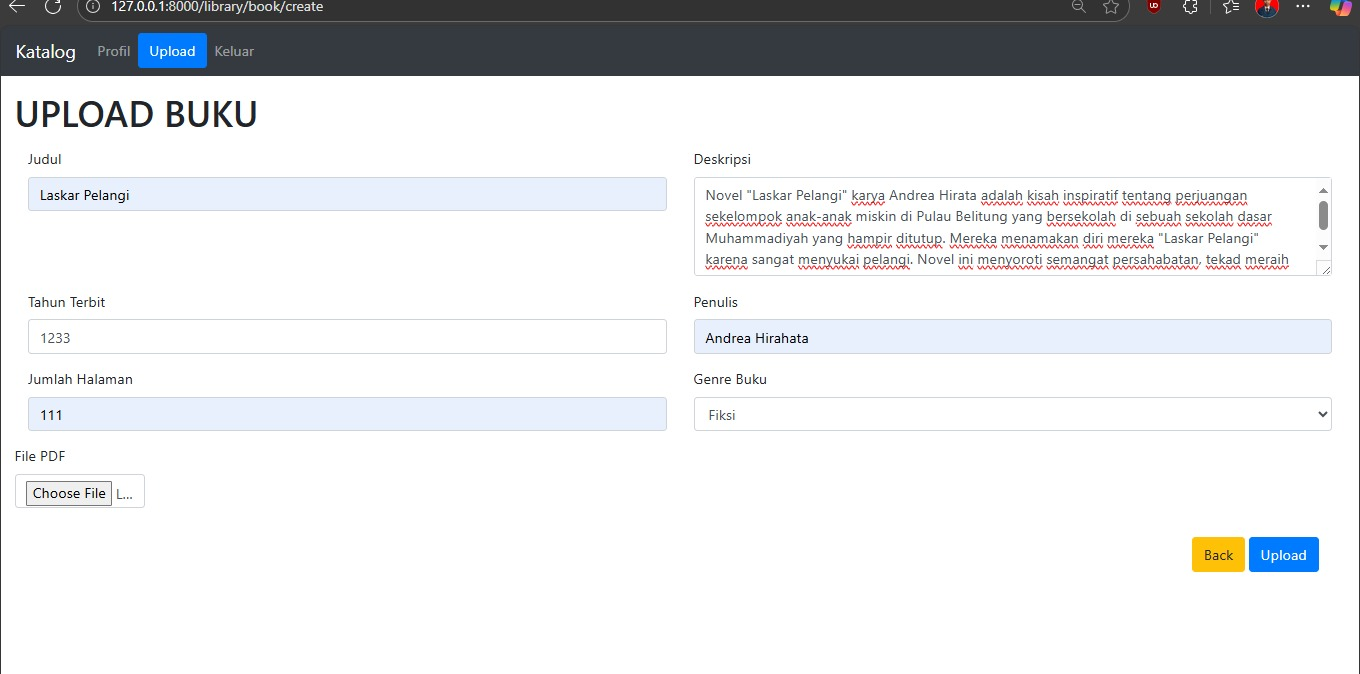 127.0.0.1:8000/library/book/create
Katalog Profil Upload Keluar
UPLOAD BUKU
Judul
Laskar Pelangi
Deskripsi
Novel "Laskar Pelangi" karya Andrea Hirata adalah kisah inspiratif tentang perjuangan
sekelompok anak-anak miskin di Pulau Belitung yang bersekolah di sebuah sekolah dasar
Muhammadiyah yang hampir ditutup. Mereka menamakan diri mereka "Laskar Pelangi"
karena sangat menyukai pelangi. Novel ini menyoroti semangat persahabatan, tekad meraih
Tahun Terbit
1233
Penulis
Andrea Hirahata
Jumlah Halaman
111
Genre Buku
Fiksi
File PDF
Choose File L...
Back Upload